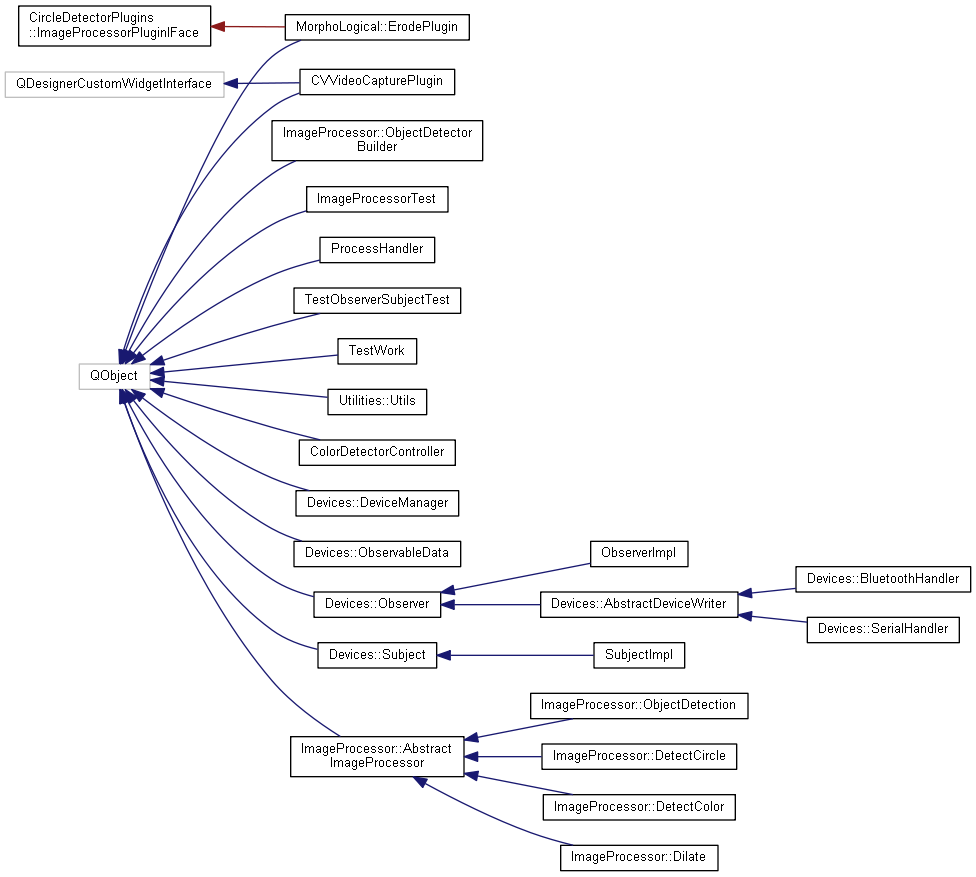 CircleDetectorPlugins
::ImageProcessorPluginIFace
MorphoLogical::ErodePlugin
QDesignerCustomWidgetInterface
CVVideoCapturePlugin
ImageProcessor::ObjectDetector
Builder
ImageProcessorTest
ProcessHandler
TestObserverSubjectTest
TestWork
QObject
Utilities::Utils
ColorDetectorController
Devices::DeviceManager
Devices::ObservableData
ObserverImpl
Devices::BluetoothHandler
Devices::Observer
Devices::AbstractDeviceWriter
Devices::SerialHandler
Devices::Subject
SubjectImpl
ImageProcessor::ObjectDetection
ImageProcessor::Abstract
ImageProcessor
ImageProcessor::DetectCircle
ImageProcessor::DetectColor
ImageProcessor::Dilate